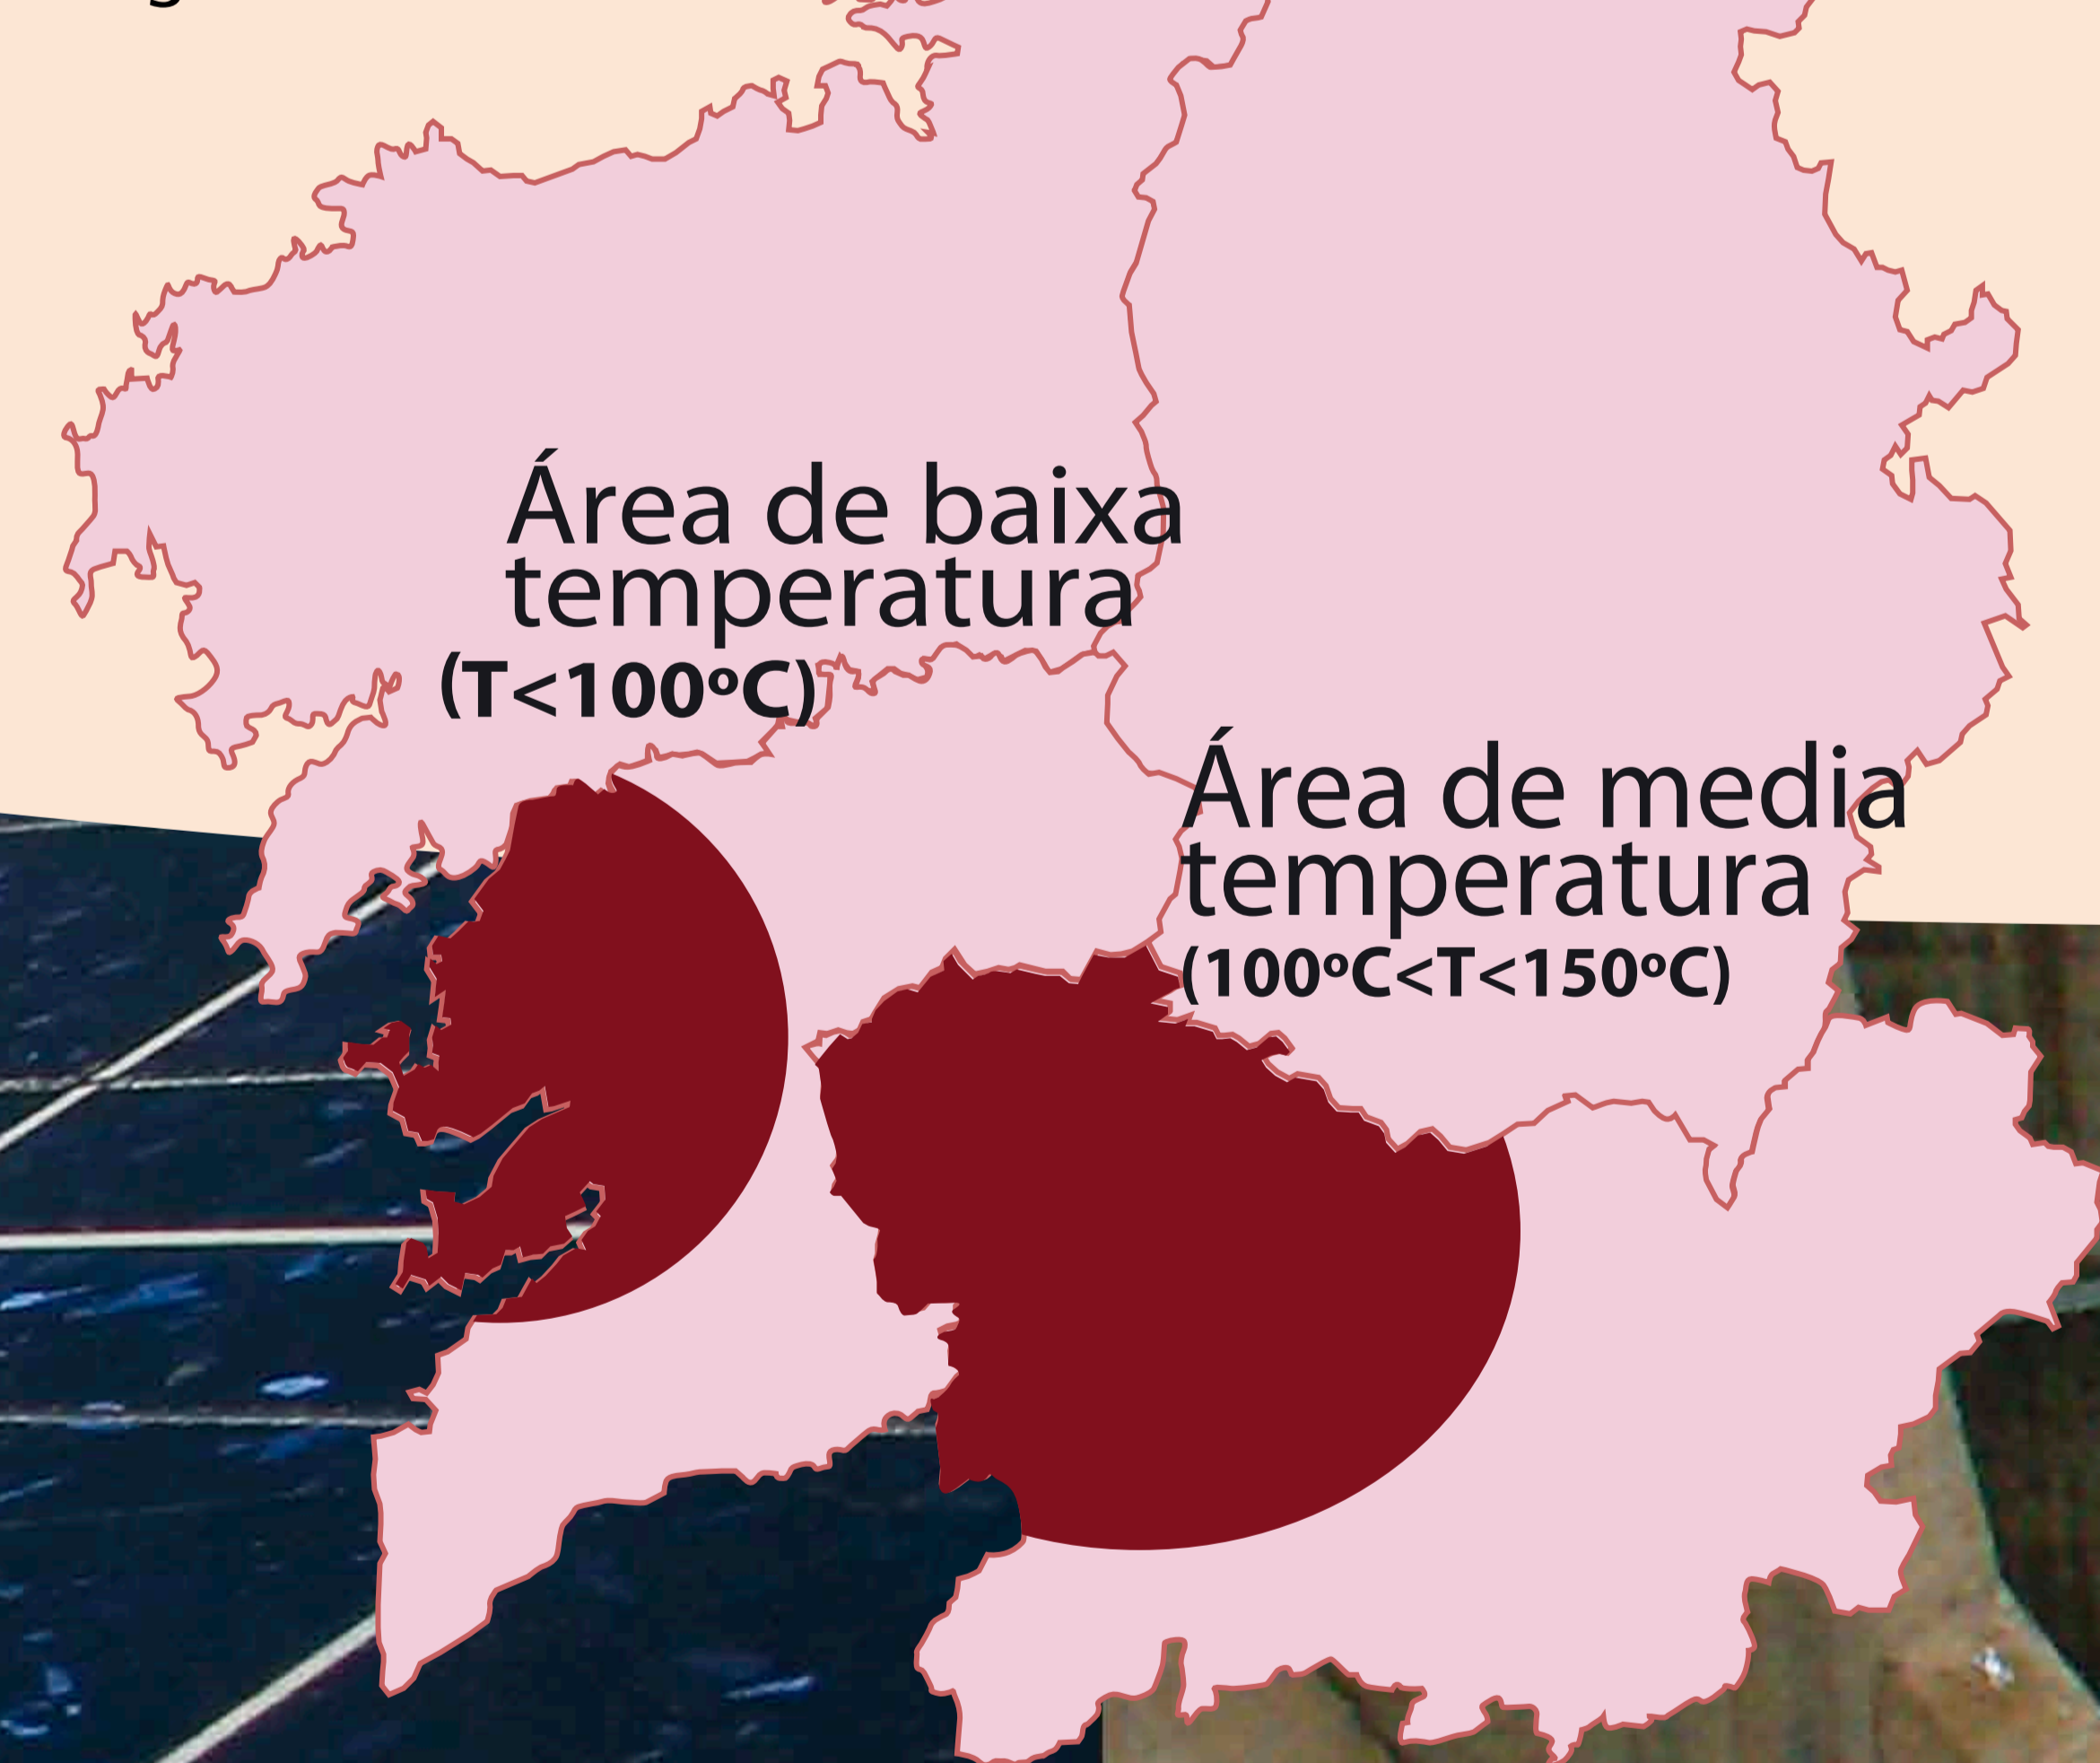 Área de baixa
temperatura
(T<100ºC)
Área de media
temperatura
(100ºC<T<150ºC)